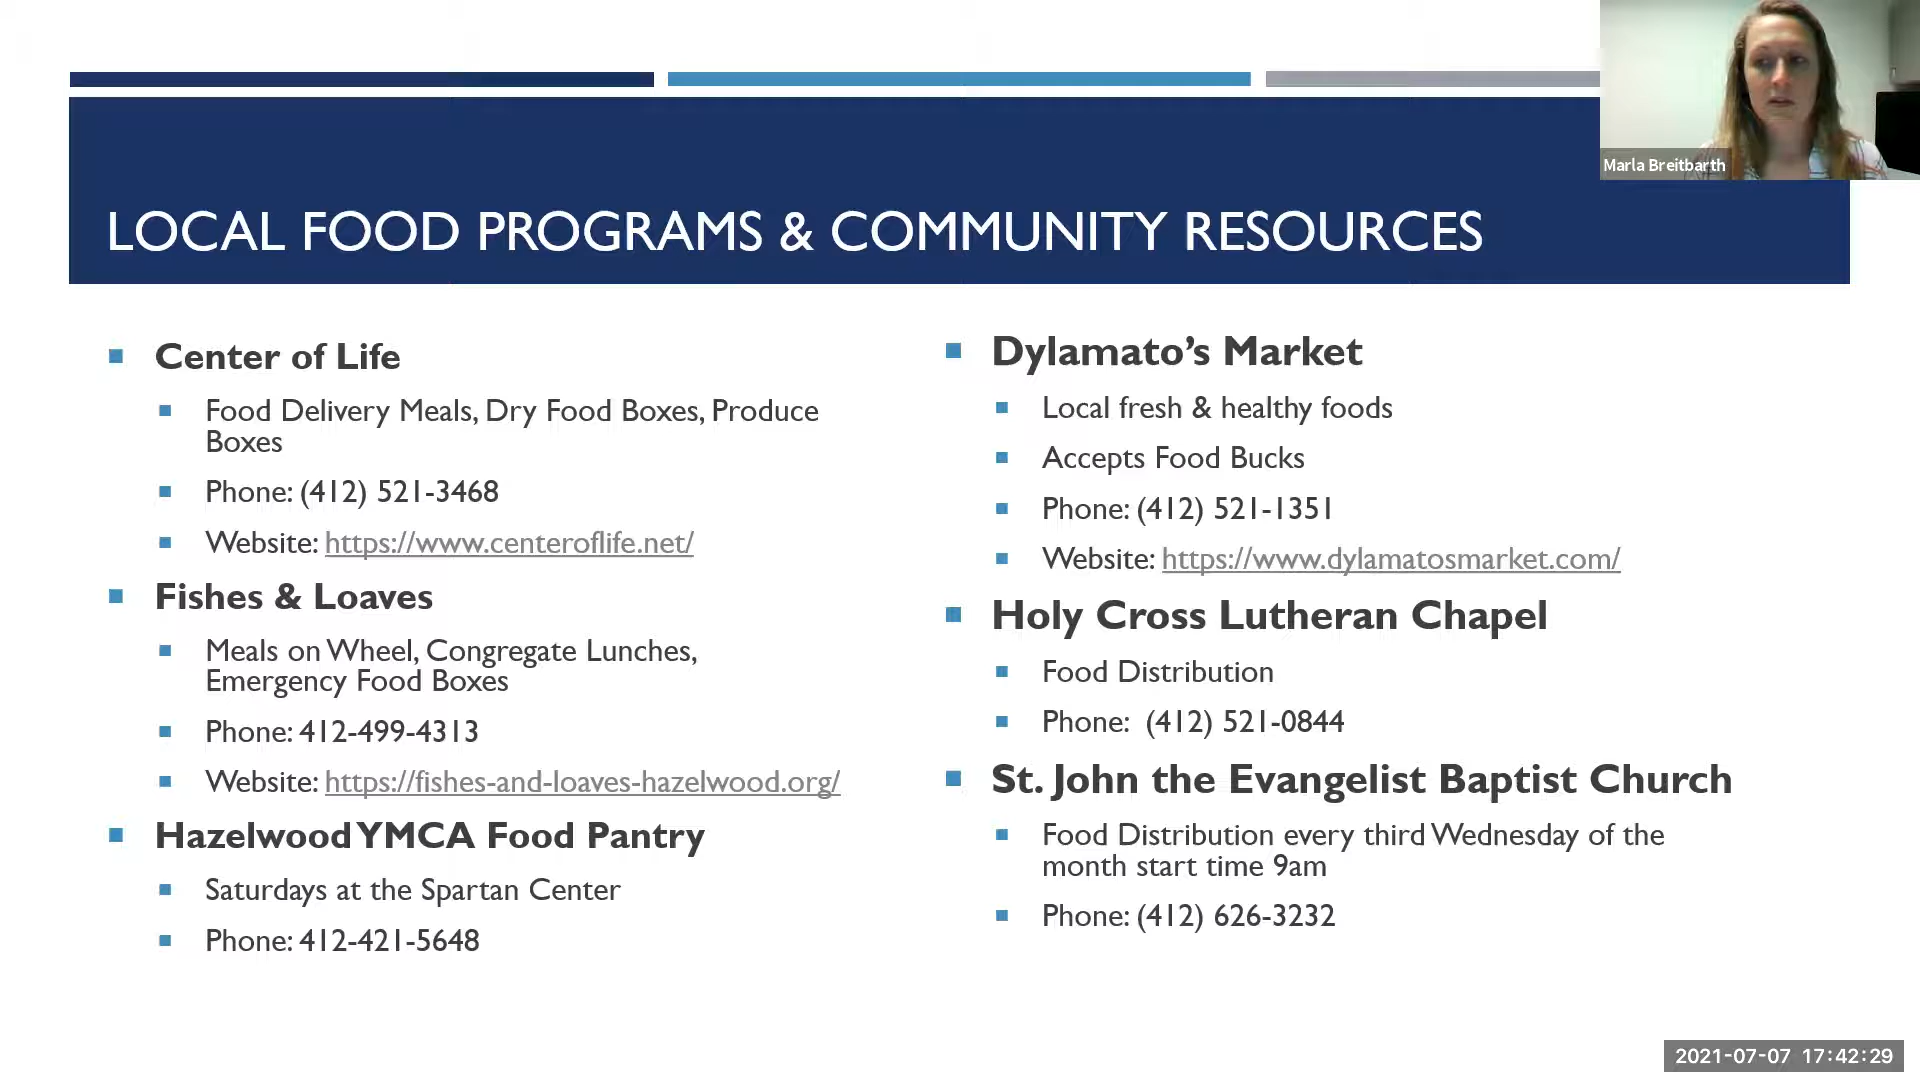 Marla Breitbarth
LOCAL FOOD PROGRAMS & COMMUNITY RESOURCES
Center of Life
Food Delivery Meals, Dry Food Boxes, Produce
Boxes
Phone: (412) 521-3468
Website: https://www.centeroflife.net/
Fishes & Loaves
Meals on Wheel, Congregate Lunches,
Emergency Food Boxes
Phone: 412-499-4313
Website: https://fishes-and-loaves-hazelwood.org/
Hazelwood YMCA Food Pantry
Saturdays at the Spartan Center
Phone: 412-421-5648
Dylamato's Market
Local fresh & healthy foods
Accepts Food Bucks
Phone: (412) 521-1351
Website: https://www.dylamatosmarket.com/
Holy Cross Lutheran Chapel
Food Distribution
Phone: (412) 521-0844
St. John the Evangelist Baptist Church
Food Distribution every third Wednesday of the
month start time 9am
Phone: (412) 626-3232
2021-07-07 17:42:29